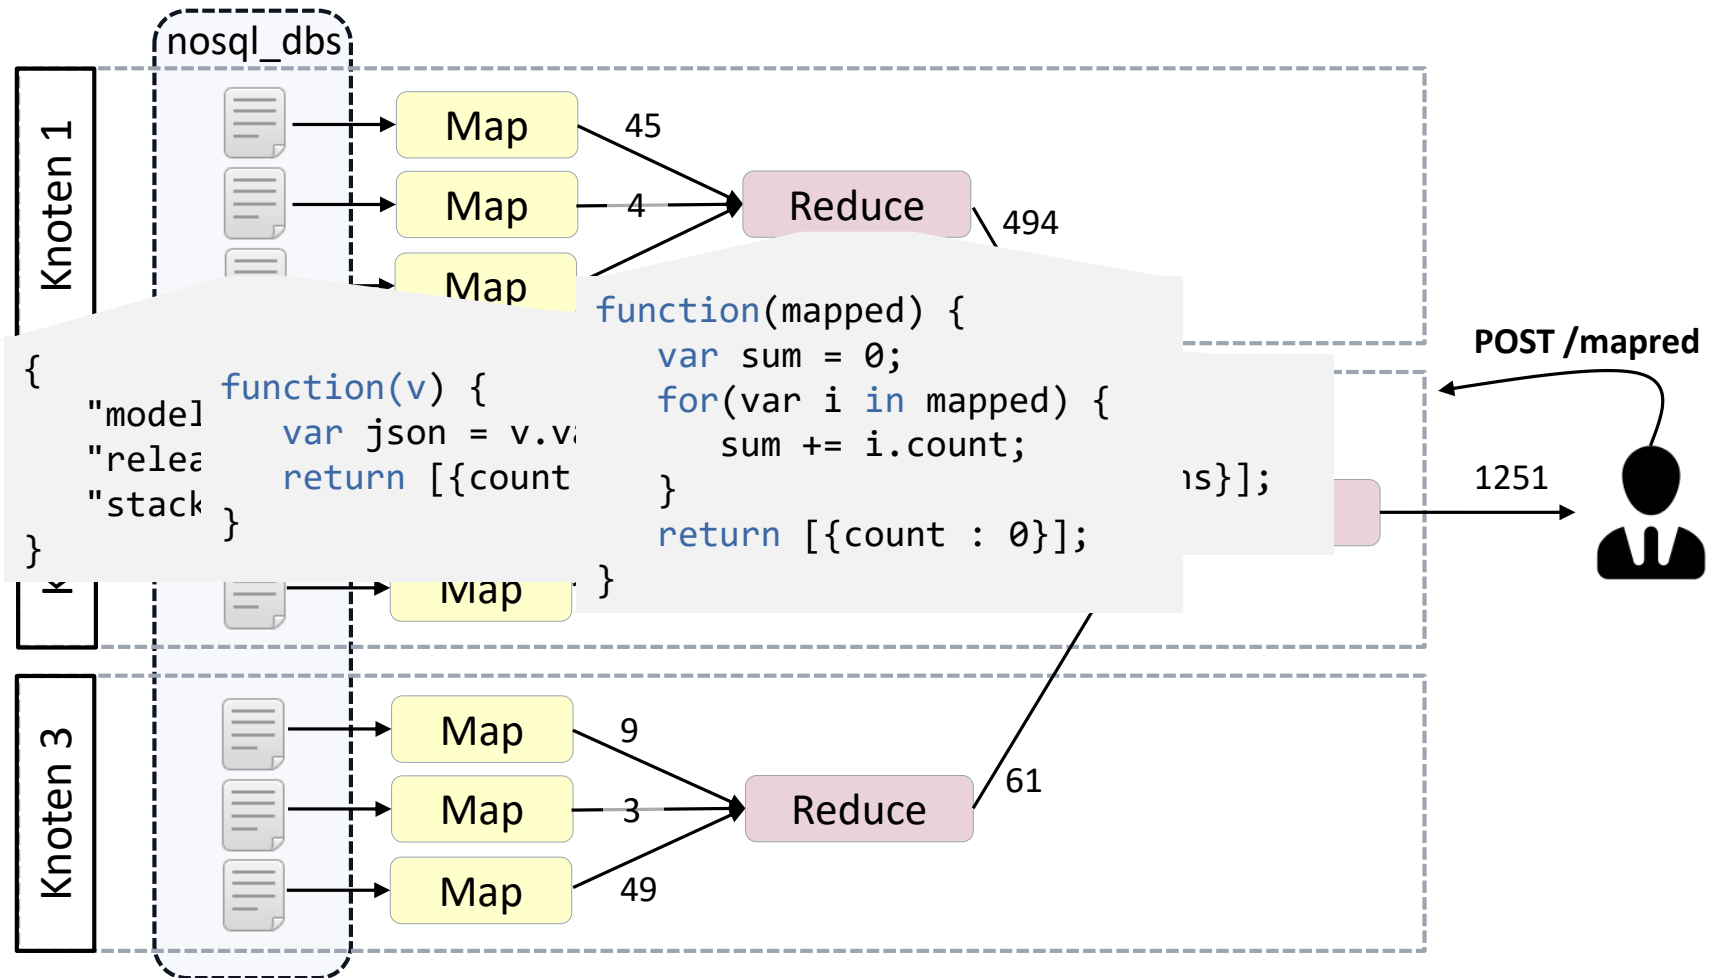 nosql_dbs
Knoten 1
Map
45
Map
4
Reduce
494
Map
function(mapped) {
var sum = 0;
for(var i in mapped) {
sum += i.count;
}
return [{count : 0}];
}
{
"model
"relea
"stack
}
function(v) {
var json = v.va
return [{count
}
ns}];
POST /mapred
1251
Map
Knoten 3
Map
9
Map
3
Reduce
61
Map
49